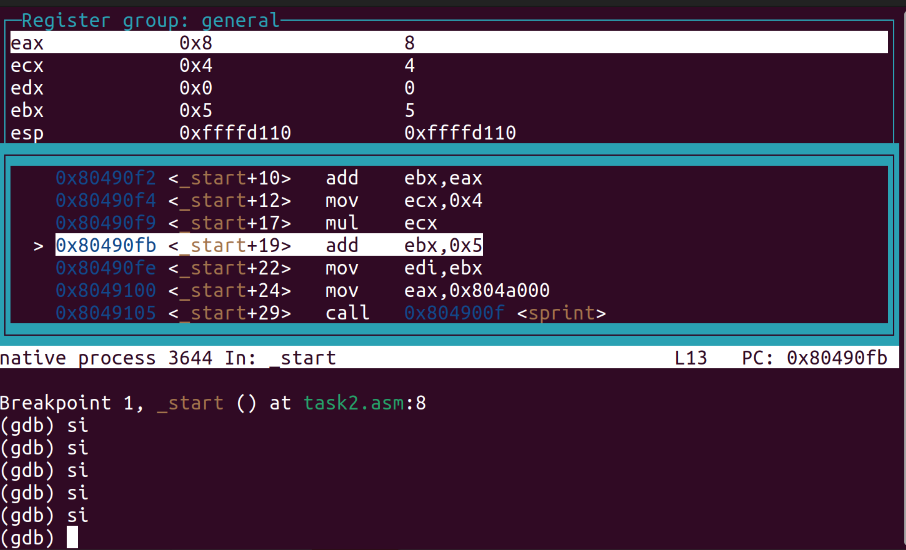 Register group: general
eax 0x8 8
ecx 0x4 4
edx 0x0 0
ebx 0x5 5
esp 0xffffd110 0xffffd110
0x80490f2 <_start+10> add ebx,eax
0x80490f4 <_start+12> mov ecx,0x4
0x80490f9 <_start+17> mul ecx
> 0x80490fb <_start+19> add ebx,0x5
0x80490fe <_start+22> mov edi,ebx
0x8049100 <_start+24> mov eax,0x804a000
0x8049105 <_start+29> call 0x804900f <sprint>
native process 3644 In: _start L13 PC: 0x80490fb
Breakpoint 1, _start () at task2.asm:8
(gdb) si
(gdb) si
(gdb) si
(gdb) si
(gdb) si
(gdb)